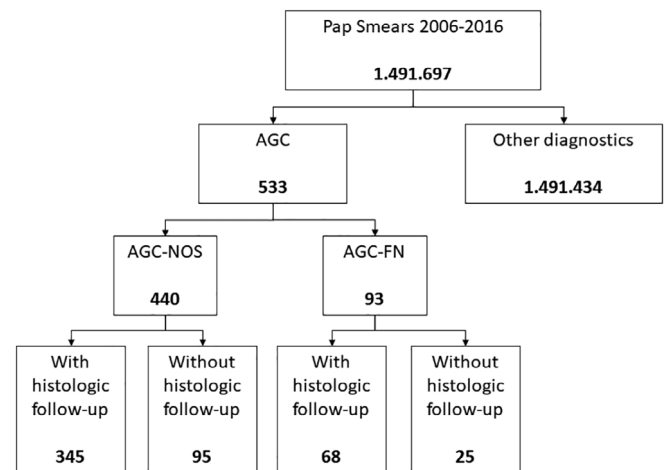 Pap Smears 2006-2016
1.491.697
AGC
533
Other diagnostics
1.491.434
AGC-NOS
440
AGC-FN
93
With
histologic
follow-up
345
Without
histologic
follow-up
95
With
histologic
follow-up
68
Without
histologic
follow-up
25